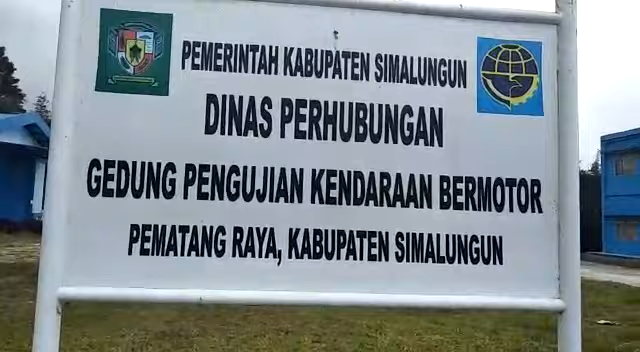 PEMERINTAH KABUPATEN SIMALUNGUN
DINAS PERHUBUNGAN
GEDUNG PENGUJIAN KENDARAAN BERMOTOR
PEMATANG RAYA, KABUPATEN SIMALUNGUN